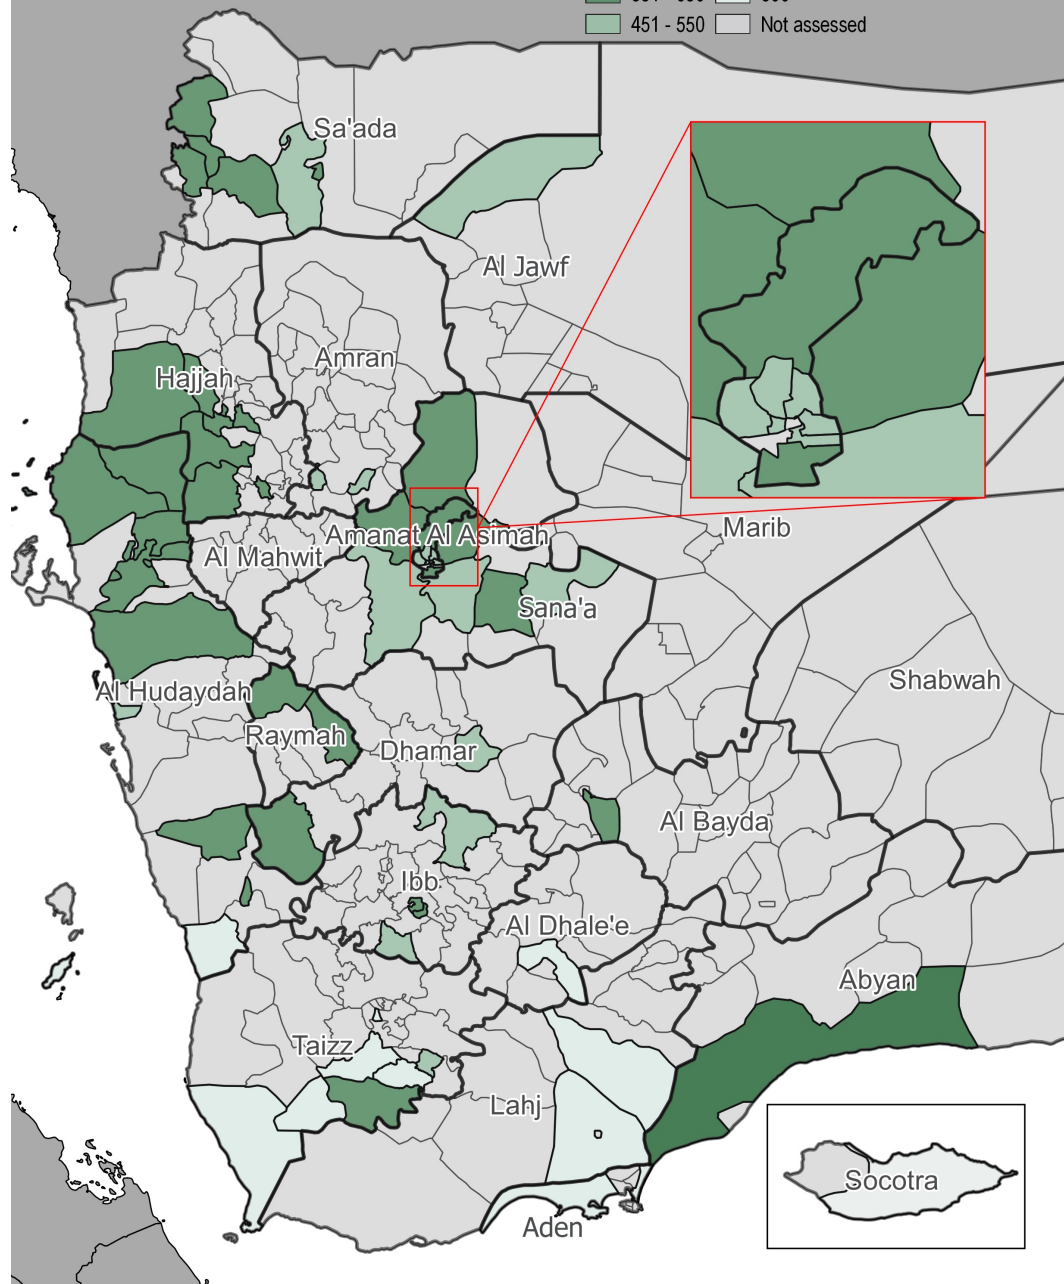 451 - 550 Not assessed
Sa'ada
Al Jawf
Amran
Hajjah
Marib
Amanat Al Asimah
Al Mahwit
Sana'a
Shabwah
Al Hudaydah
Raymah
Dhamar
Al Bayda
Ibb
Al Dhale'e
Abyan
Taizz
Lahj
Socotra
Aden